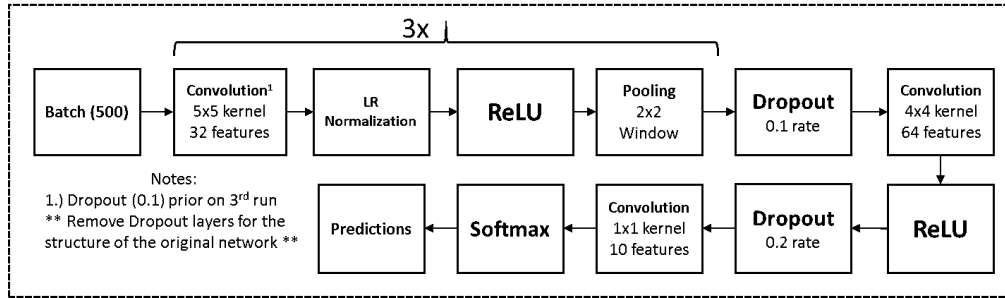 3x
Batch (500)
Convolution¹
5x5 kernel
32 features
LR
Normalization
ReLU
Pooling
2x2
Window
Dropout
0.1 rate
Convolution
4x4 kernel
64 features
ReLU
Dropout
0.2 rate
Convolution
1x1 kernel
10 features
Softmax
Predictions
Notes:
1.) Dropout (0.1) prior on 3rd run
** Remove Dropout layers for the
structure of the original network **